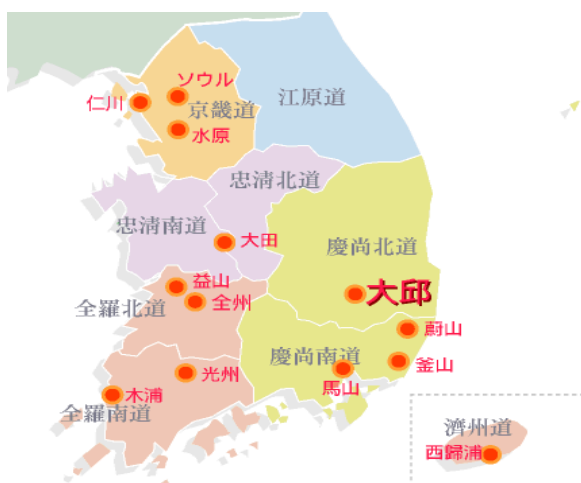 ソウル
江原道
仁川
京畿道
水原
忠清北道
忠清南道
大田
慶尚北道
益山
大邱
全州
全羅北道
蔚山
慶尚南道
釜山
光州
馬山
木浦
全羅南道
濟州道
西歸浦